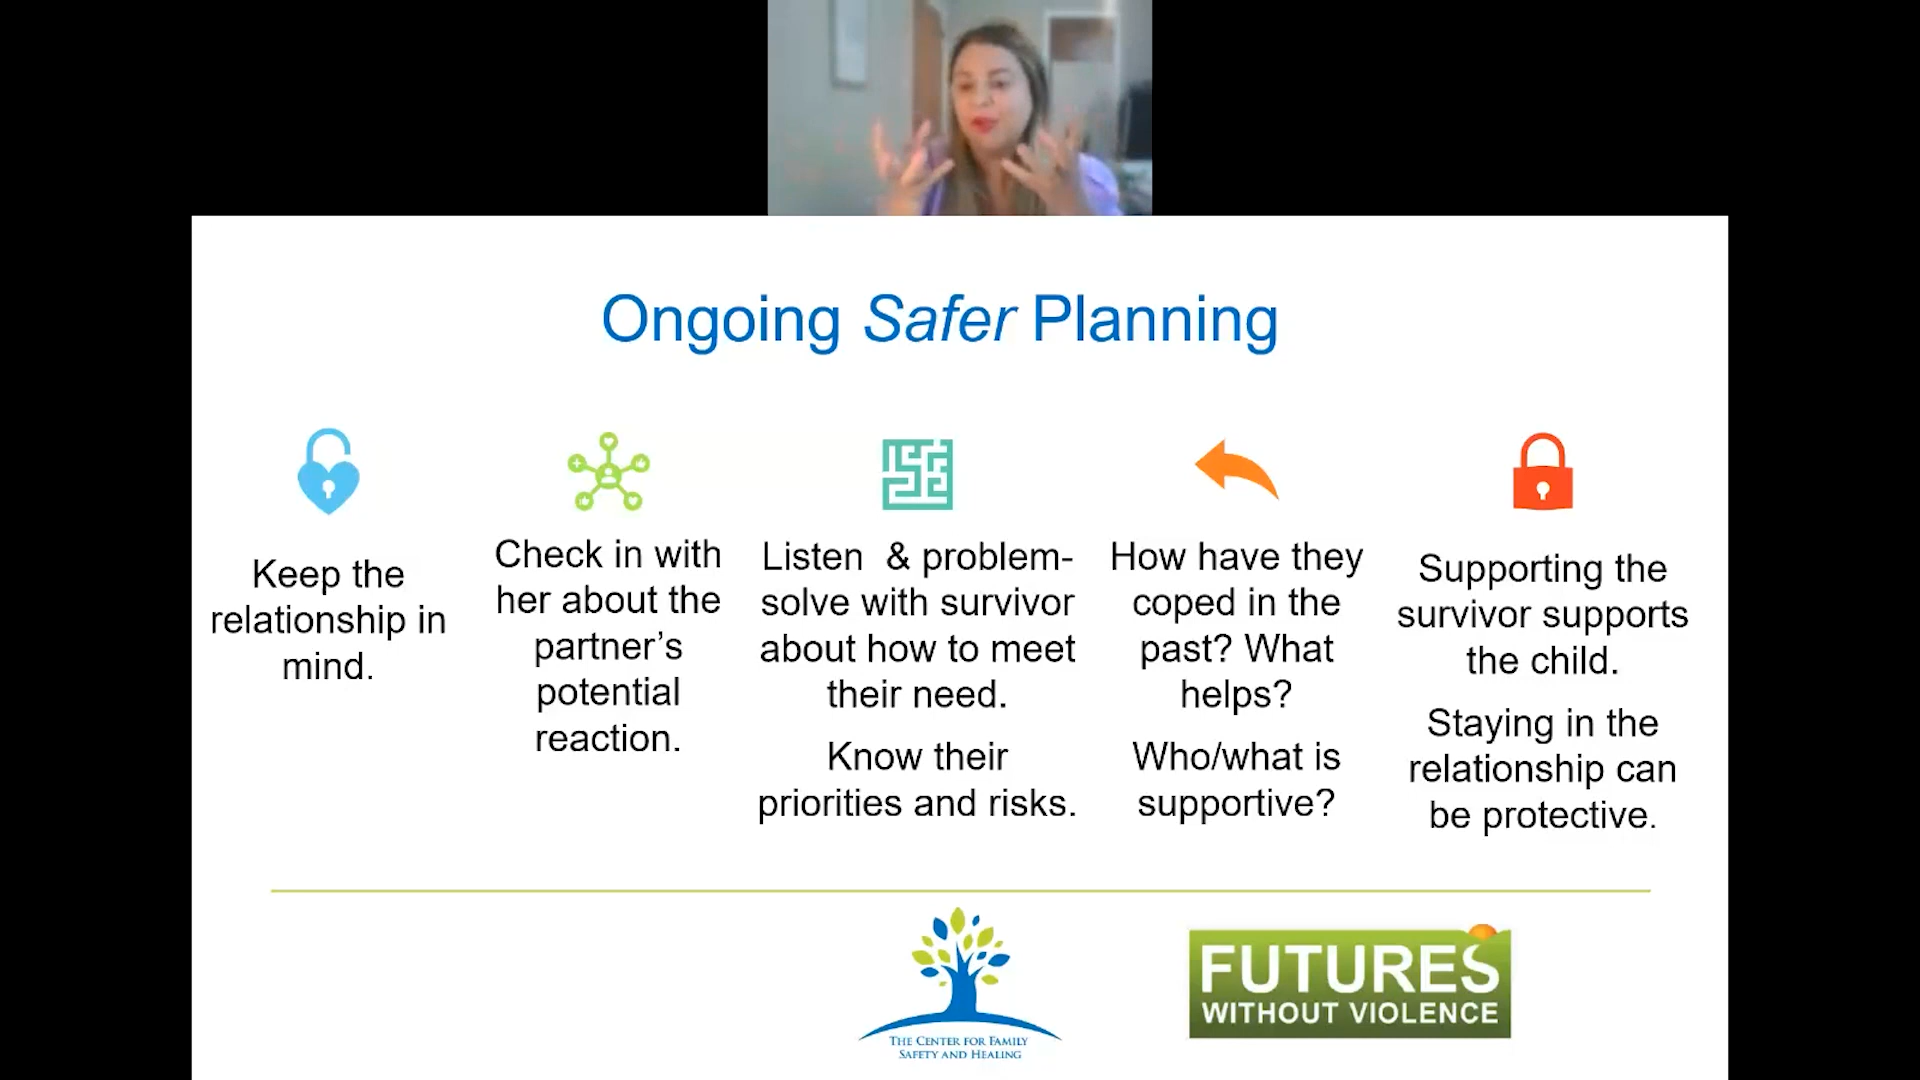 Ongoing Safer Planning
Keep the
relationship in
mind.
Check in with
her about the
partner’s
potential
reaction.
Listen  & problem-
solve with survivor
about how to meet
their need.
Know their
priorities and risks.
How have they
coped in the
past? What
helps?
Who/what is
supportive?
Supporting the
survivor supports
the child.
Staying in the
relationship can
be protective.
THE CENTER FOR FAMILY
SAFETY AND HEALING
FUTURES
WITHOUT VIOLENCE